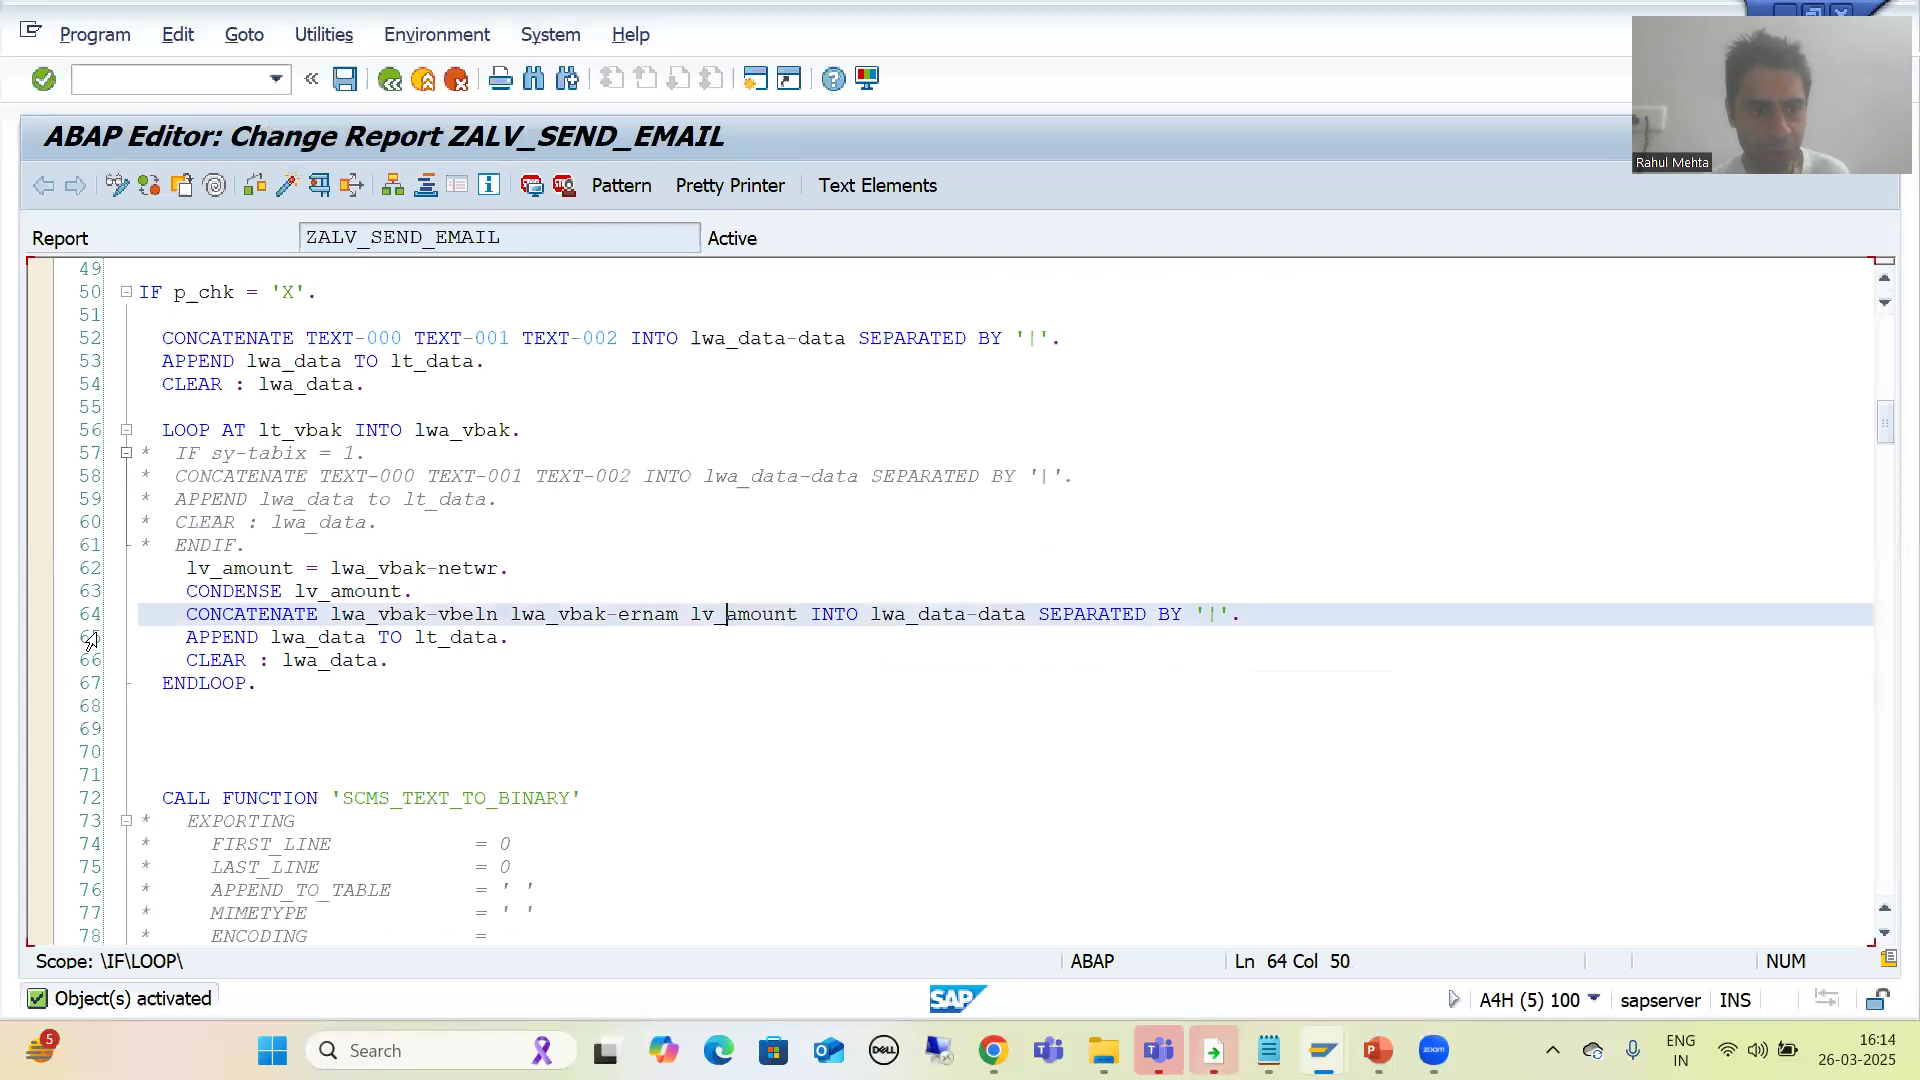 Program Edit Goto Utilities Environment System Help
Rahul Mehta
ABAP Editor: Change Report ZALV_SEND_EMAIL
Pattern Pretty Printer Text Elements
Report ZALV_SEND_EMAIL Active
49
50 IF p_chk = 'X'.
51
52 CONCATENATE TEXT-000 TEXT-001 TEXT-002 INTO lwa_data-data SEPARATED BY '|'.
53 APPEND lwa_data TO lt_data.
54 CLEAR : lwa_data.
55
56 LOOP AT lt_vbak INTO lwa_vbak.
57 * IF sy-tabix = 1.
58 * CONCATENATE TEXT-000 TEXT-001 TEXT-002 INTO lwa_data-data SEPARATED BY '|'.
59 * APPEND lwa_data to lt_data.
60 * CLEAR : lwa_data.
61 * ENDIF.
62 lv_amount = lwa_vbak-netwr.
63 CONDENSE lv_amount.
64 CONCATENATE lwa_vbak-vbeln lwa_vbak-ernam lv_amount INTO lwa_data-data SEPARATED BY '|'.
65 APPEND lwa_data TO lt_data.
66 CLEAR : lwa_data.
67 ENDLOOP.
68
69
70
71
72 CALL FUNCTION 'SCMS_TEXT_TO_BINARY'
73 * EXPORTING
74 * FIRST_LINE = 0
75 * LAST_LINE = 0
76 * APPEND_TO_TABLE = ' '
77 * MIMETYPE = ' '
78 * ENCODING =
Scope: \IF\LOOP\ ABAP Ln 64 Col 50 NUM
Object(s) activated SAP A4H (5) 100 sapserver INS
5 Search DELL zoom ENG IN 16:14 26-03-2025